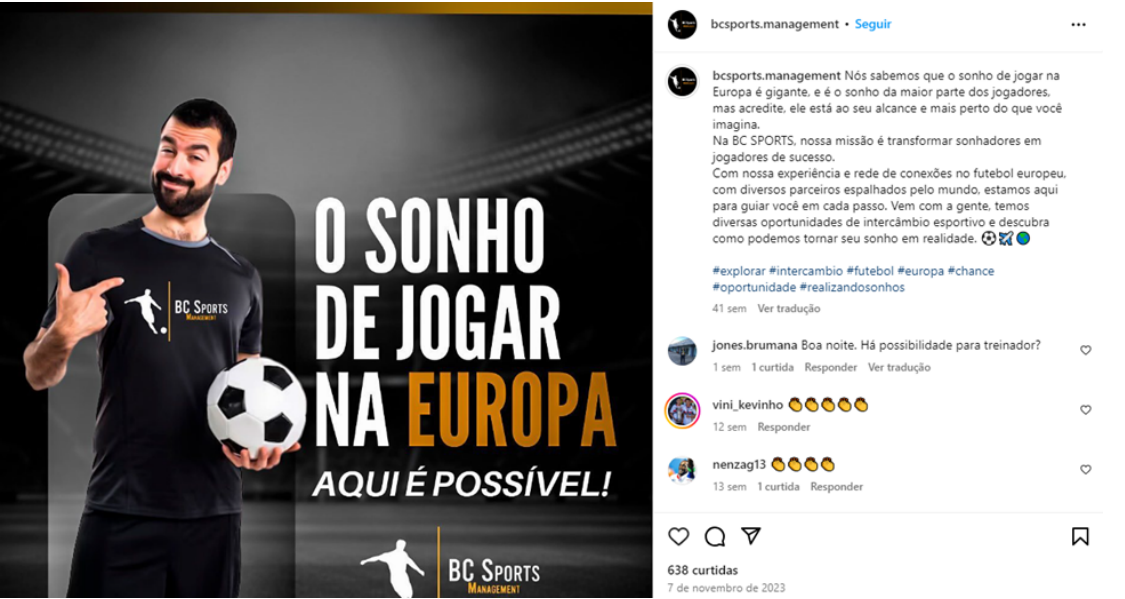 BC SPORTS
MANAGEMENT
O SONHO
DE JOGAR
NA EUROPA
AQUI É POSSÍVEL!
BC SPORTS
MANAGEMENT
bcsports.management • Seguir
bcsports.management Nós sabemos que o sonho de jogar na
Europa é gigante, e é o sonho da maior parte dos jogadores,
mas acredite, ele está ao seu alcance e mais perto do que você
imagina.
Na BC SPORTS, nossa missão é transformar sonhadores em
jogadores de sucesso.
Com nossa experiência e rede de conexões no futebol europeu,
com diversos parceiros espalhados pelo mundo, estamos aqui
para guiar você em cada passo. Vem com a gente, temos
diversas oportunidades de intercâmbio esportivo e descubra
como podemos tornar seu sonho em realidade. ⚽✈️🌎
#explorar #intercambio #futebol #europa #chance
#oportunidade #realizandosonhos
41 sem Ver tradução
jones.brumana Boa noite. Há possibilidade para treinador?
1 sem 1 curtida Responder Ver tradução
vini_kevinho 👏👏👏👏👏
12 sem Responder
nenzag13 👏👏👏👏
13 sem 1 curtida Responder
638 curtidas
7 de novembro de 2023